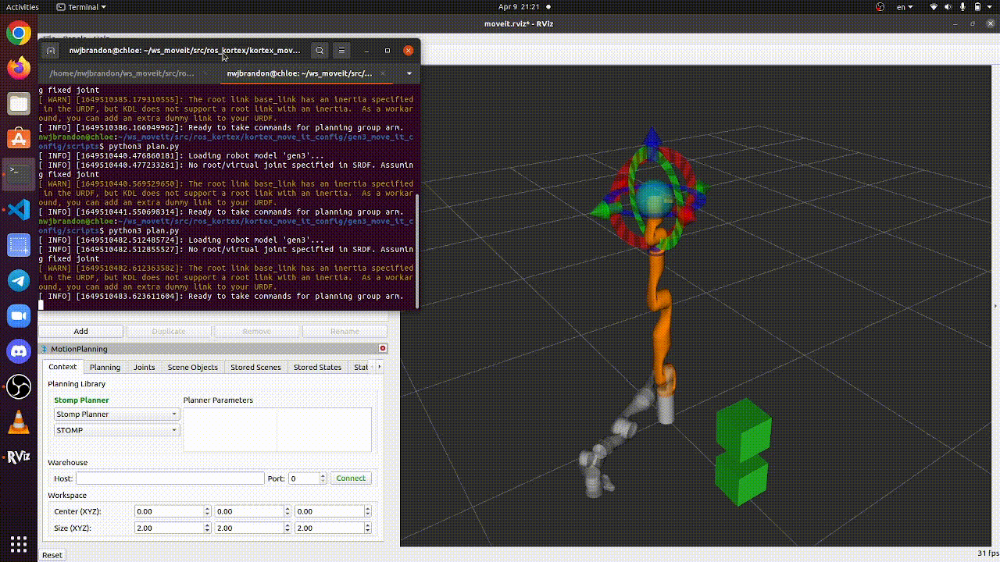 Activities
Terminal
Apr 9 21:21
en
moveit.rviz* - RViz
nwjbrandon@chloe: ~/ws_moveit/src/ros_kortex/kortex_mov...
/home/nwjbrandon/ws_moveit/src/ro...
nwjbrandon@chloe: ~/ws_moveit/src/...
g fixed joint
[ WARN] [1649510385.179310555]: The root link base_link has an inertia specified
in the URDF, but KDL does not support a root link with an inertia.  As a workar
ound, you can add an extra dummy link to your URDF.
[ INFO] [1649510386.166049962]: Ready to take commands for planning group arm.
nwjbrandon@chloe:~/ws_moveit/src/ros_kortex/kortex_move_it_config/gen3_move_it_c
onfig/scripts$ python3 plan.py
[ INFO] [1649510440.476860181]: Loading robot model 'gen3'...
[ INFO] [1649510440.477233261]: No root/virtual joint specified in SRDF. Assumin
g fixed joint
[ WARN] [1649510440.569529650]: The root link base_link has an inertia specified
in the URDF, but KDL does not support a root link with an inertia.  As a workar
ound, you can add an extra dummy link to your URDF.
[ INFO] [1649510441.550698314]: Ready to take commands for planning group arm.
nwjbrandon@chloe:~/ws_moveit/src/ros_kortex/kortex_move_it_config/gen3_move_it_c
onfig/scripts$ python3 plan.py
[ INFO] [1649510482.512485724]: Loading robot model 'gen3'...
[ INFO] [1649510482.512855527]: No root/virtual joint specified in SRDF. Assumin
g fixed joint
[ WARN] [1649510482.612363582]: The root link base_link has an inertia specified
in the URDF, but KDL does not support a root link with an inertia.  As a workar
ound, you can add an extra dummy link to your URDF.
[ INFO] [1649510483.623611604]: Ready to take commands for planning group arm.
Add Duplicate Remove Rename
MotionPlanning
Context Planning Joints Scene Objects Stored Scenes Stored States Stat
Planning Library
Stomp Planner Planner Parameters
Stomp Planner
STOMP
Warehouse
Host: Port: 0 Connect
Workspace
Center (XYZ): 0.00 0.00 0.00
Size (XYZ): 2.00 2.00 2.00
RViz
Reset
31 fps